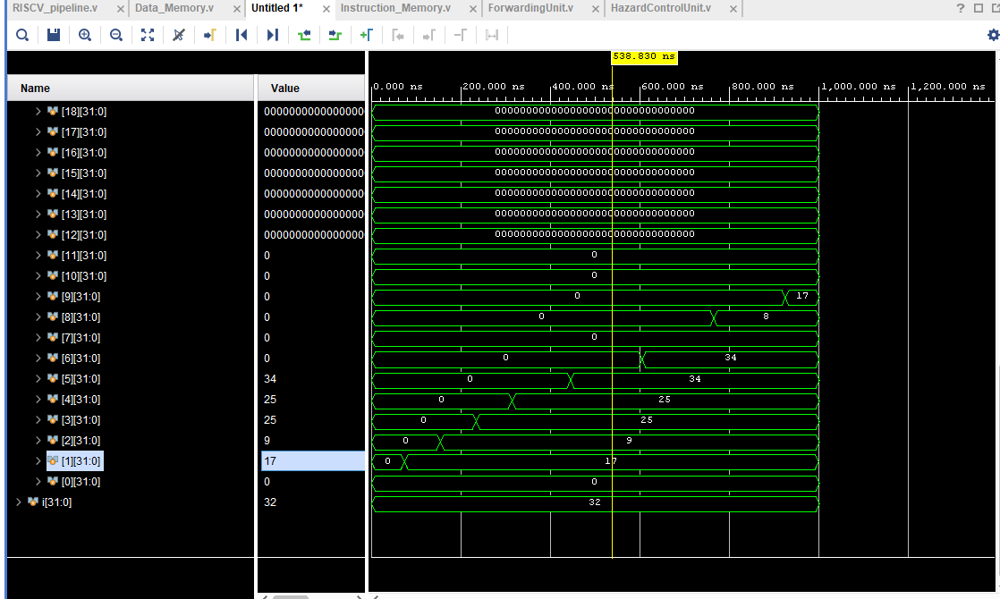 RISCV_pipeline.v × Data_Memory.v × Untitled 1* × Instruction_Memory.v × ForwardingUnit.v × HazardControlUnit.v ×
538.830 ns
Name Value 0.000 ns 200.000 ns 400.000 ns 600.000 ns 800.000 ns 1,000.000 ns 1,200.000 ns
[18][31:0] 0000000000000000 00000000000000000000000000000000
[17][31:0] 0000000000000000 00000000000000000000000000000000
[16][31:0] 0000000000000000 00000000000000000000000000000000
[15][31:0] 0000000000000000 00000000000000000000000000000000
[14][31:0] 0000000000000000 00000000000000000000000000000000
[13][31:0] 0000000000000000 00000000000000000000000000000000
[12][31:0] 0000000000000000 00000000000000000000000000000000
[11][31:0] 0 0
[10][31:0] 0 0
[9][31:0] 0 0 17
[8][31:0] 0 0 8
[7][31:0] 0 0
[6][31:0] 0 0 34
[5][31:0] 34 0 34
[4][31:0] 25 0 25
[3][31:0] 25 0 25
[2][31:0] 9 0 9
[1][31:0] 17 0 17
[0][31:0] 0 0
i[31:0] 32 32